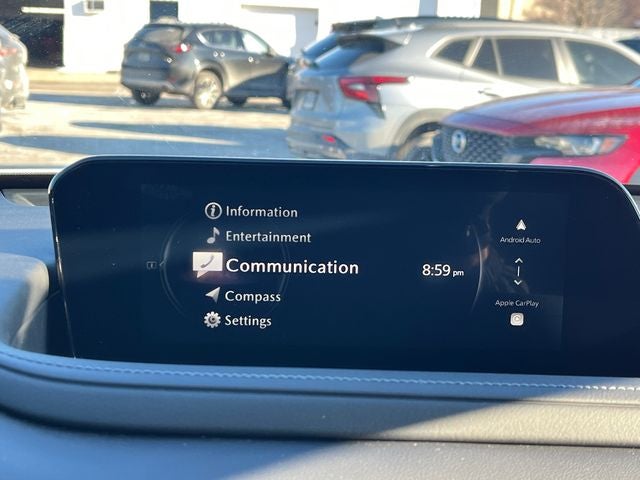 Information
Entertainment
Communication
8:59 pm
Compass
Settings
Android Auto
Apple CarPlay